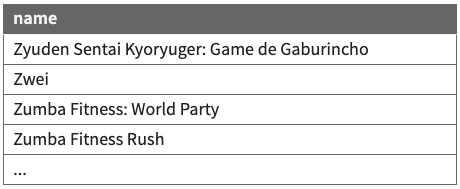 name
Zyuden Sentai Kyoryuger: Game de Gaburincho
Zwei
Zumba Fitness: World Party
Zumba Fitness Rush
...